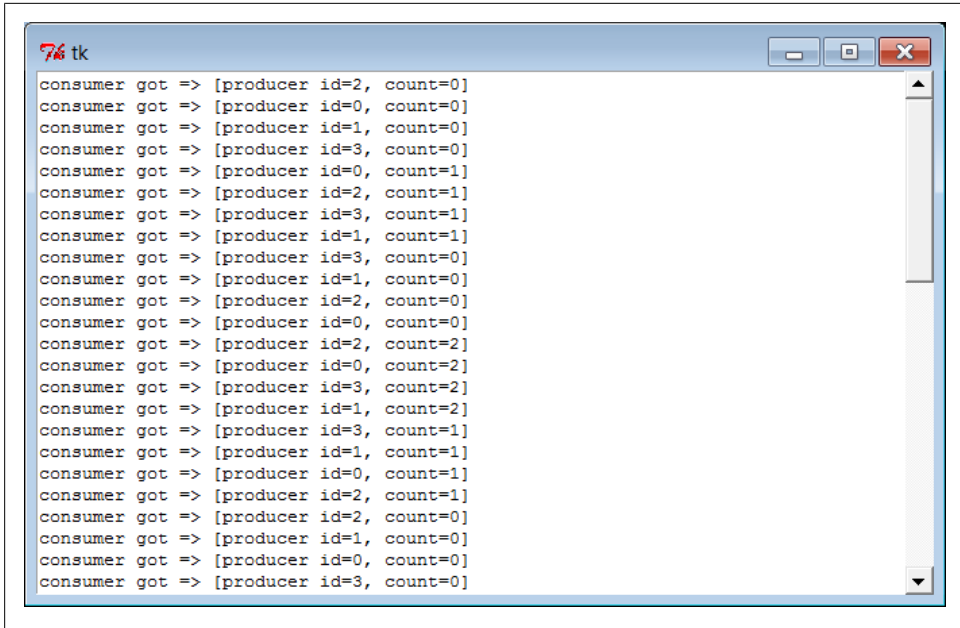 tk
consumer got => [producer id=2, count=0]
consumer got => [producer id=0, count=0]
consumer got => [producer id=1, count=0]
consumer got => [producer id=3, count=0]
consumer got => [producer id=0, count=1]
consumer got => [producer id=2, count=1]
consumer got => [producer id=3, count=1]
consumer got => [producer id=1, count=1]
consumer got => [producer id=3, count=0]
consumer got => [producer id=1, count=0]
consumer got => [producer id=2, count=0]
consumer got => [producer id=0, count=0]
consumer got => [producer id=2, count=2]
consumer got => [producer id=0, count=2]
consumer got => [producer id=3, count=2]
consumer got => [producer id=1, count=2]
consumer got => [producer id=3, count=1]
consumer got => [producer id=1, count=1]
consumer got => [producer id=0, count=1]
consumer got => [producer id=2, count=1]
consumer got => [producer id=2, count=0]
consumer got => [producer id=1, count=0]
consumer got => [producer id=0, count=0]
consumer got => [producer id=3, count=0]